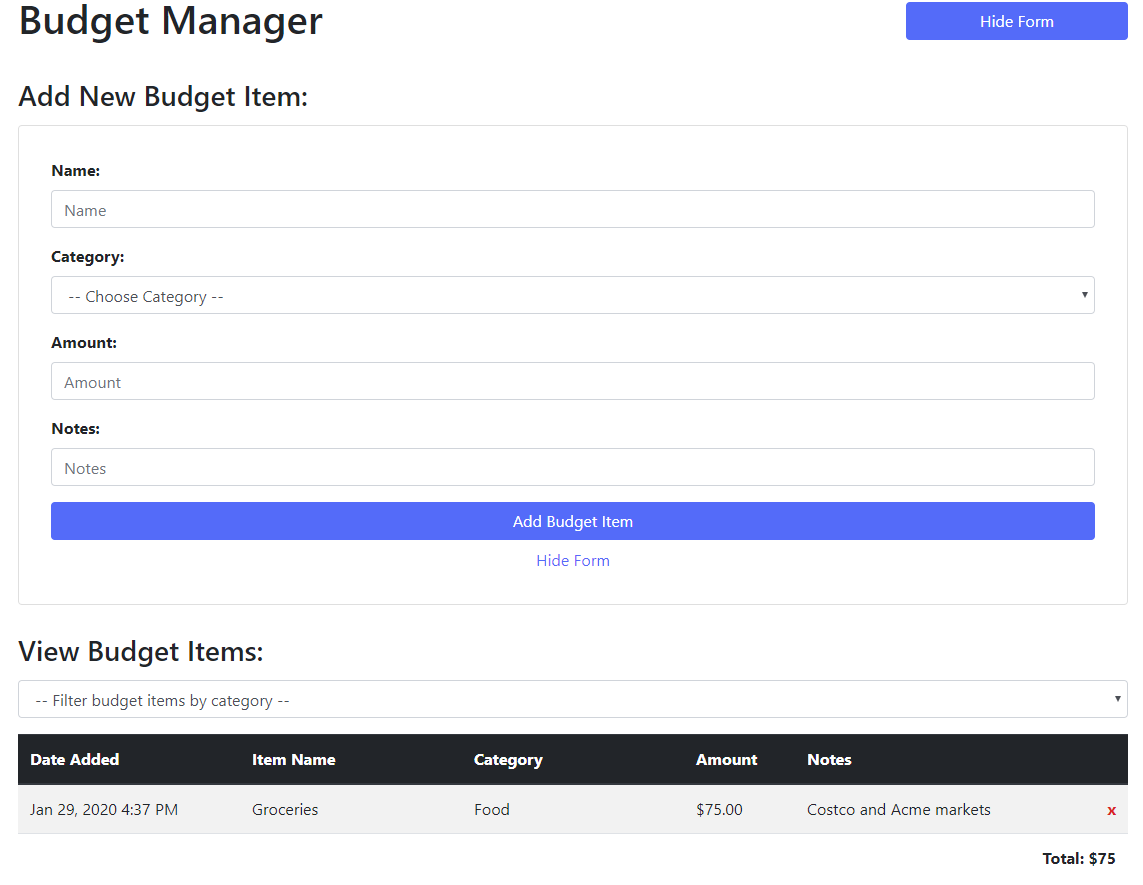 Budget Manager
Hide Form
Add New Budget Item:
Name:
Name
Category:
-- Choose Category --
Amount:
Amount
Notes:
Notes
Add Budget Item
Hide Form
View Budget Items:
-- Filter budget items by category --
Date Added Item Name Category Amount Notes
Jan 29, 2020 4:37 PM Groceries Food $75.00 Costco and Acme markets x
Total: $75